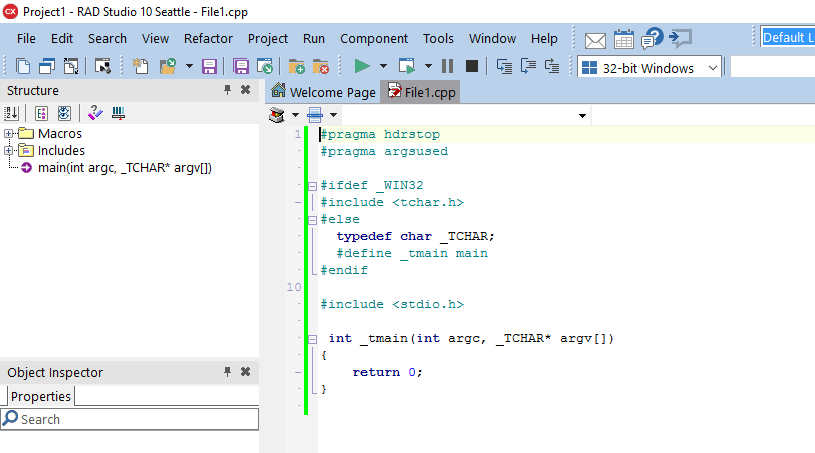 Project1 - RAD Studio 10 Seattle - File1.cpp
File Edit Search View Refactor Project Run Component Tools Window Help
Default L
32-bit Windows
Structure
Welcome Page File1.cpp
Macros
Includes
main(int argc, _TCHAR* argv[])
1 #pragma hdrstop
#pragma argsused
#ifdef _WIN32
#include <tchar.h>
#else
typedef char _TCHAR;
#define _tmain main
#endif
10
#include <stdio.h>
int _tmain(int argc, _TCHAR* argv[])
{
return 0;
}
Object Inspector
Properties
Search